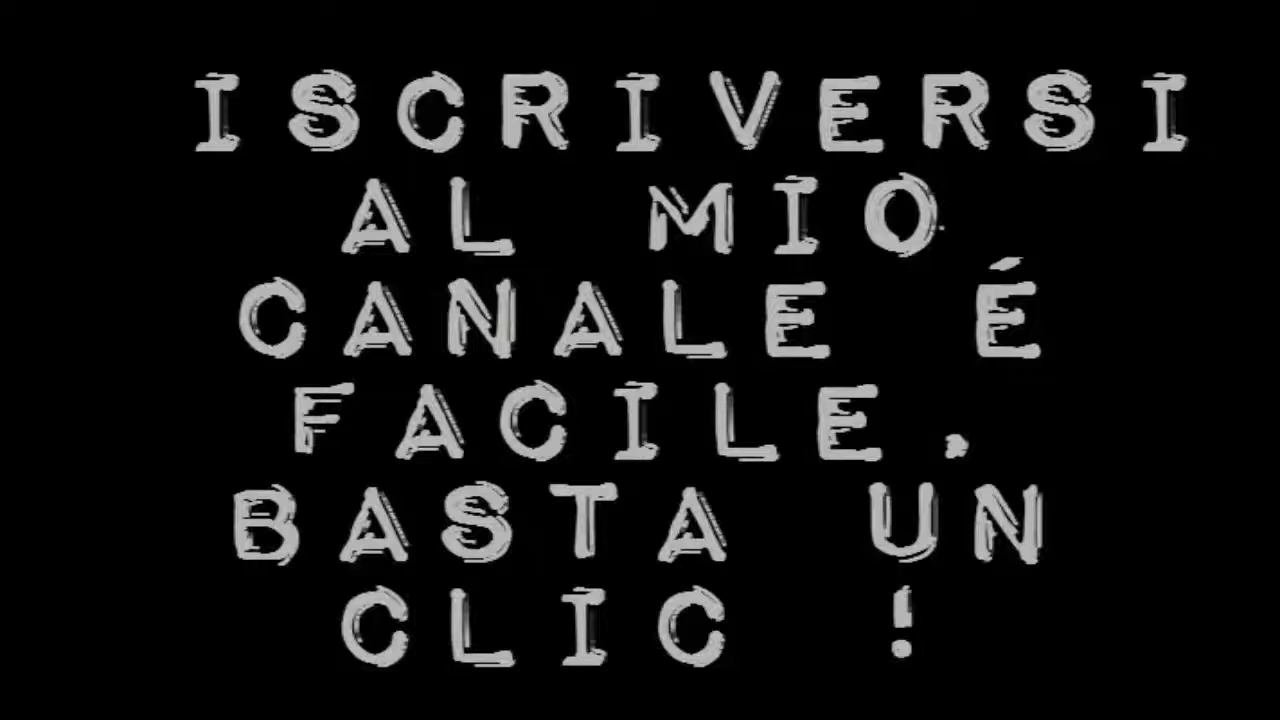 ISCRIVERSI
AL MIO
CANALE É
FACILE.
BASTA UN
CLIC !